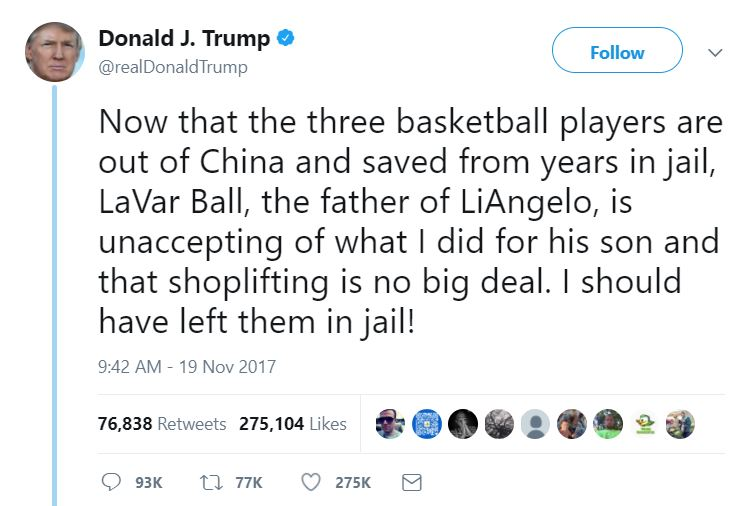 Donald J. Trump
Follow
@realDonaldTrump
Now that the three basketball players are
out of China and saved from years in jail,
LaVar Ball, the father of LiAngelo, is
unaccepting of what I did for his son and
that shoplifting is no big deal. I should
have left them in jail!
9:42 AM - 19 Nov 2017
76,838 Retweets 275,104 Likes
93K 77K 275K